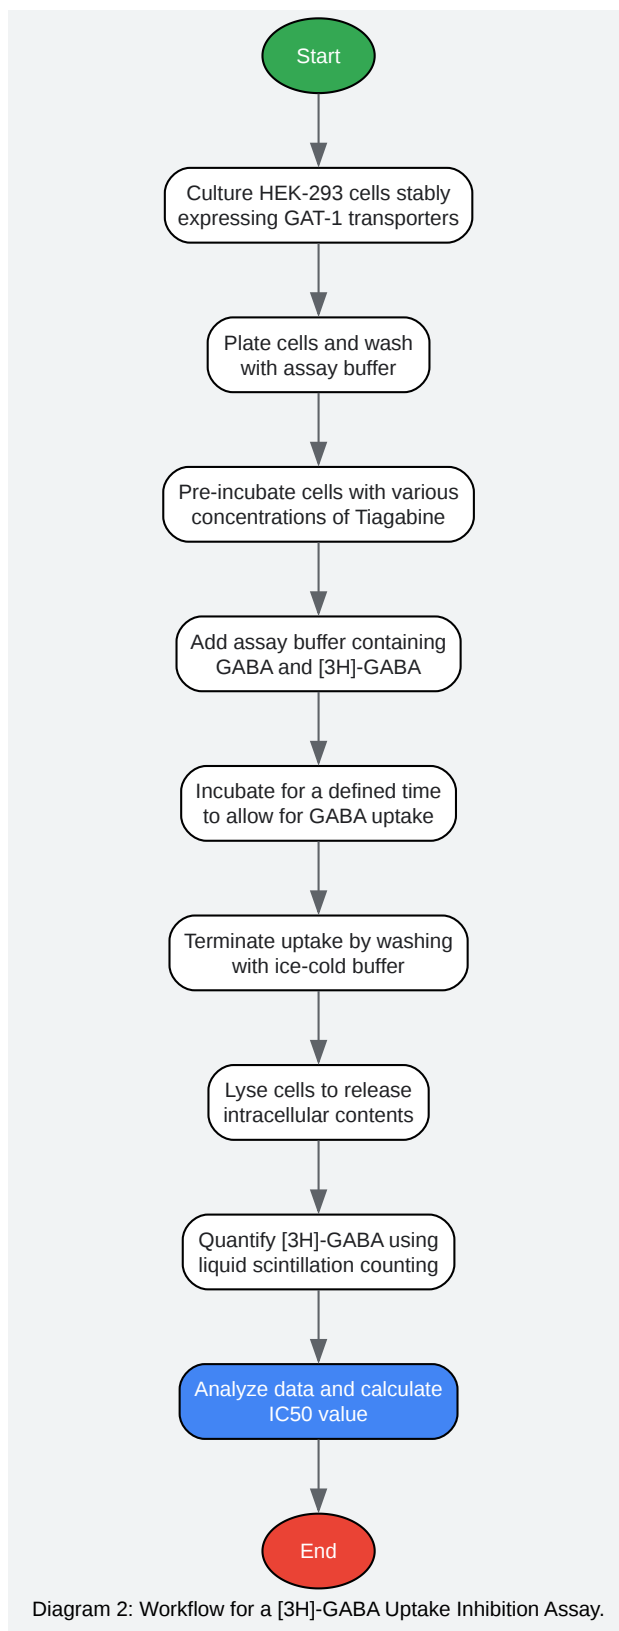 Start
Culture HEK-293 cells stably
expressing GAT-1 transporters
Plate cells and wash
with assay buffer
Pre-incubate cells with various
concentrations of Tiagabine
Add assay buffer containing
GABA and [3H]-GABA
Incubate for a defined time
to allow for GABA uptake
Terminate uptake by washing
with ice-cold buffer
Lyse cells to release
intracellular contents
Quantify [3H]-GABA using
liquid scintillation counting
Analyze data and calculate
IC50 value
End
Diagram 2: Workflow for a [3H]-GABA Uptake Inhibition Assay.